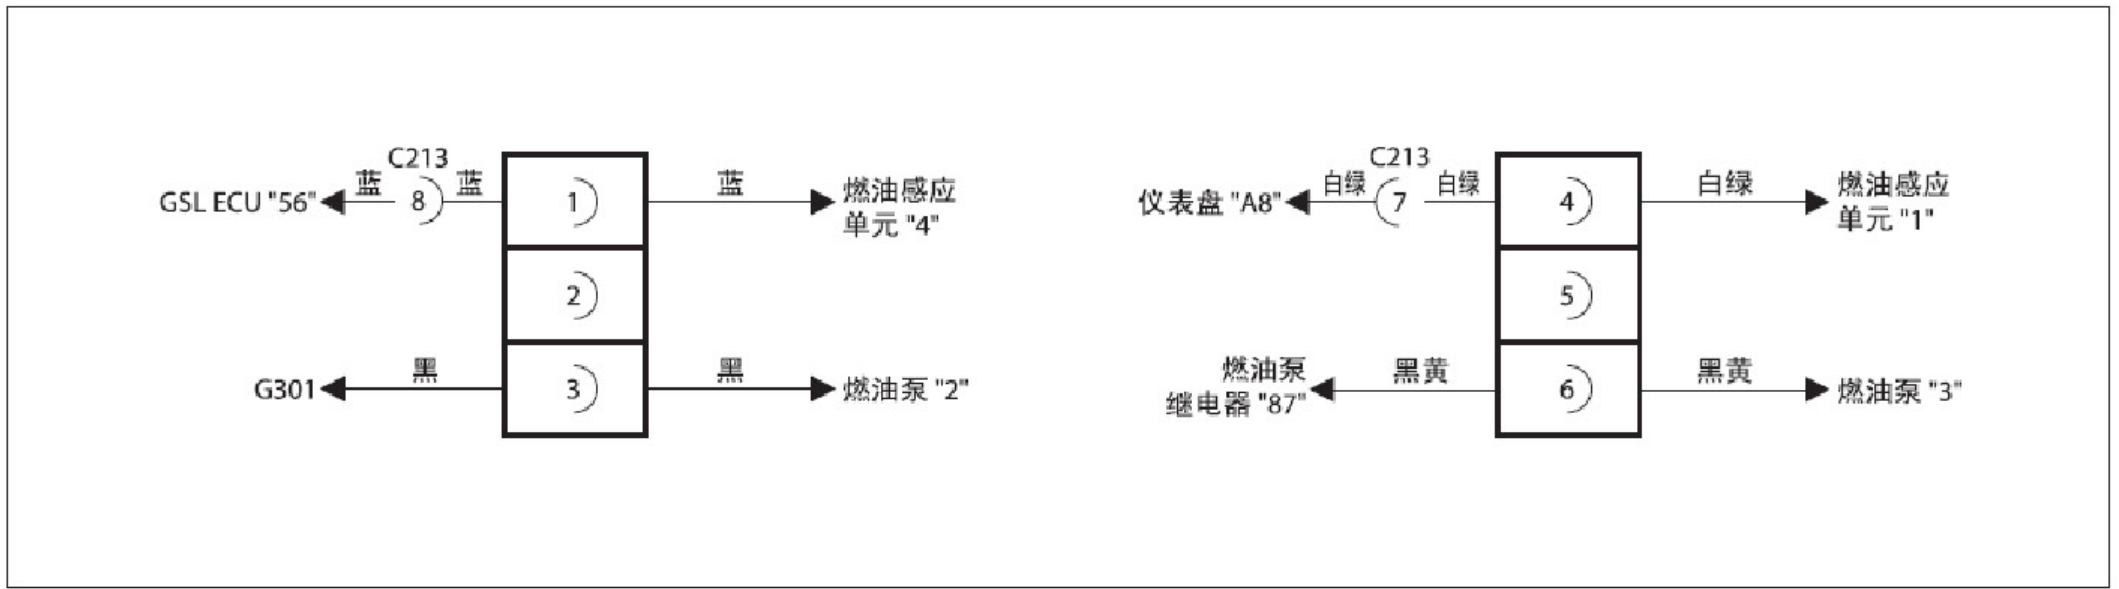 C213
蓝
蓝
GSL ECU "56"
8
1
蓝
燃油感应
单元 "4"
2
G301
黑
3
黑
燃油泵 "2"
C213
白绿
白绿
仪表盘 "A8"
7
4
白绿
燃油感应
单元 "1"
5
燃油泵
继电器 "87"
黑黄
6
黑黄
燃油泵 "3"